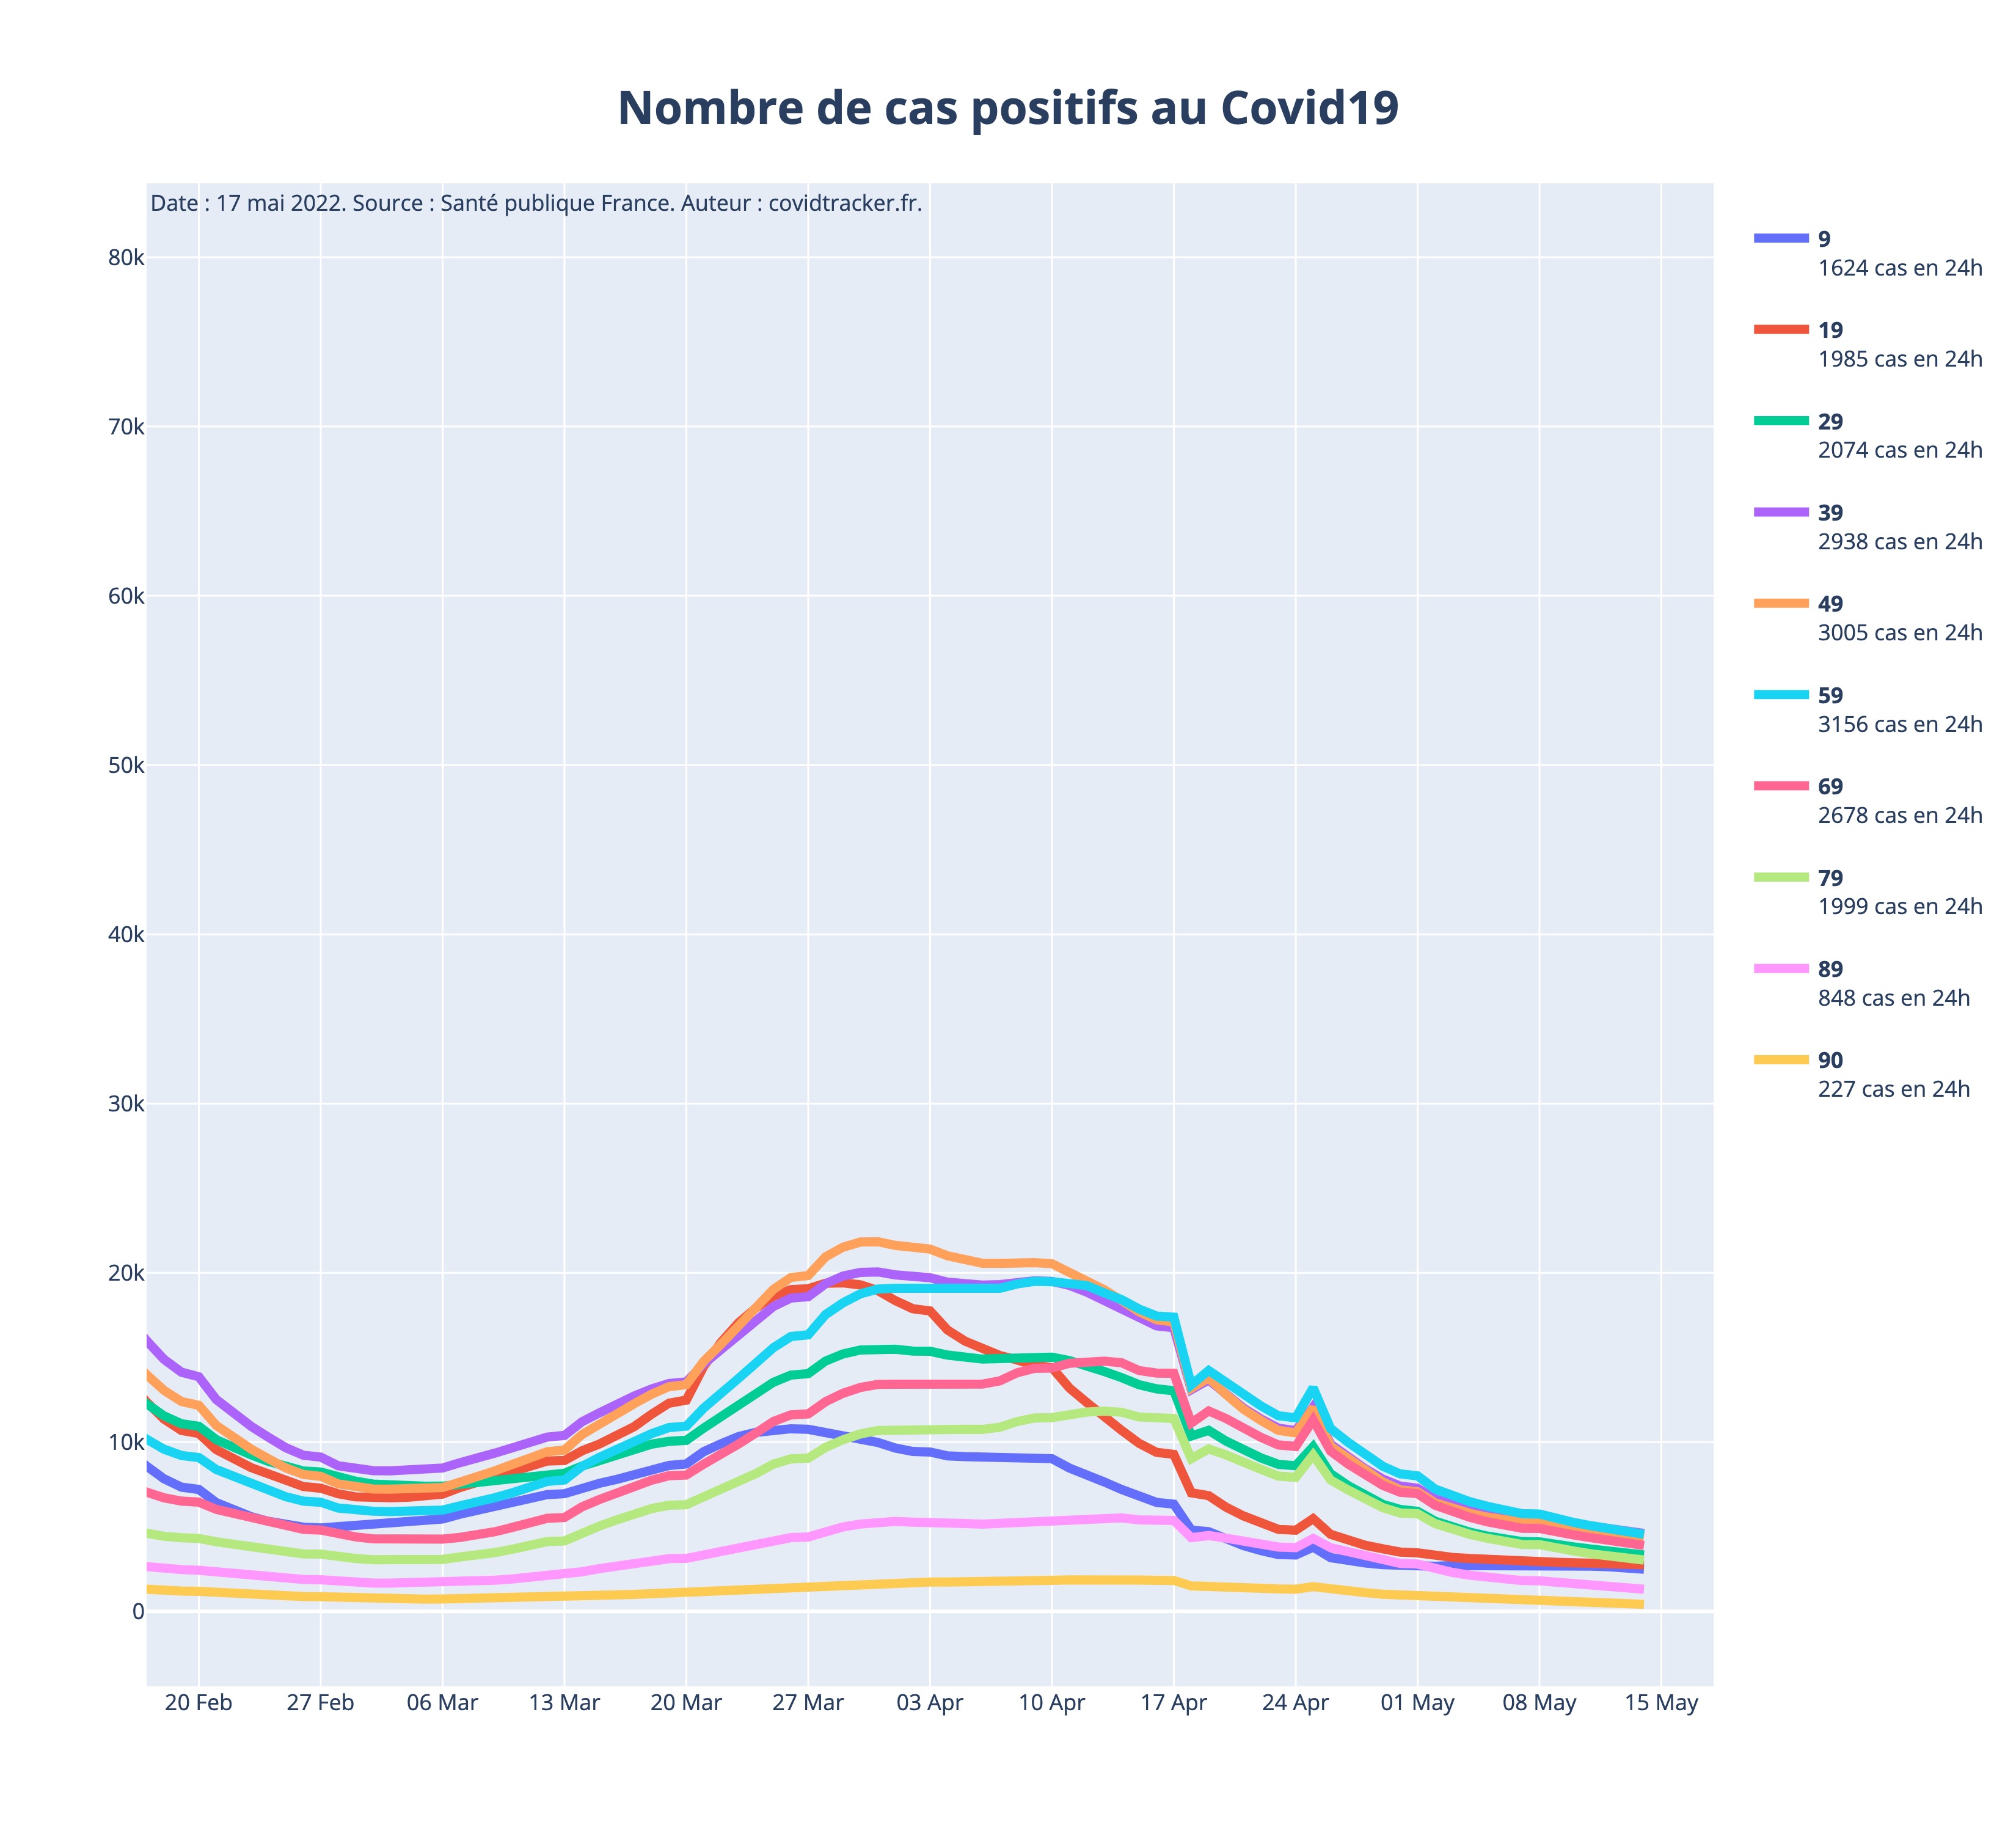 Nombre de cas positifs au Covid19
Date : 17 mai 2022. Source : Santé publique France. Auteur : covidtracker.fr.
80k
70k
60k
50k
40k
30k
20k
10k
0
20 Feb
27 Feb
06 Mar
13 Mar
20 Mar
27 Mar
03 Apr
10 Apr
17 Apr
24 Apr
01 May
08 May
15 May
9
1624 cas en 24h
19
1985 cas en 24h
29
2074 cas en 24h
39
2938 cas en 24h
49
3005 cas en 24h
59
3156 cas en 24h
69
2678 cas en 24h
79
1999 cas en 24h
89
848 cas en 24h
90
227 cas en 24h